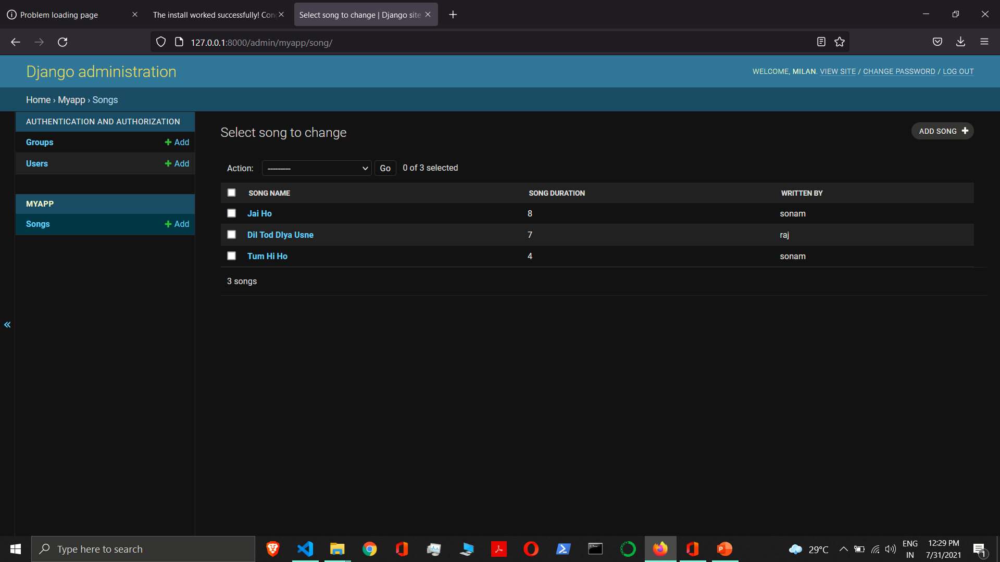 Problem loading page
The install worked successfully! Con
Select song to change | Django site
127.0.0.1:8000/admin/myapp/song/
Django administration
WELCOME, MILAN. VIEW SITE / CHANGE PASSWORD / LOG OUT
Home › Myapp › Songs
AUTHENTICATION AND AUTHORIZATION
Groups + Add
Users + Add
MYAPP
Songs + Add
«
Select song to change
ADD SONG +
Action: --------- Go 0 of 3 selected
SONG NAME SONG DURATION WRITTEN BY
Jai Ho 8 sonam
Dil Tod DIya Usne 7 raj
Tum Hi Ho 4 sonam
3 songs
Type here to search
P
29°C
ENG
IN
12:29 PM
7/31/2021
1